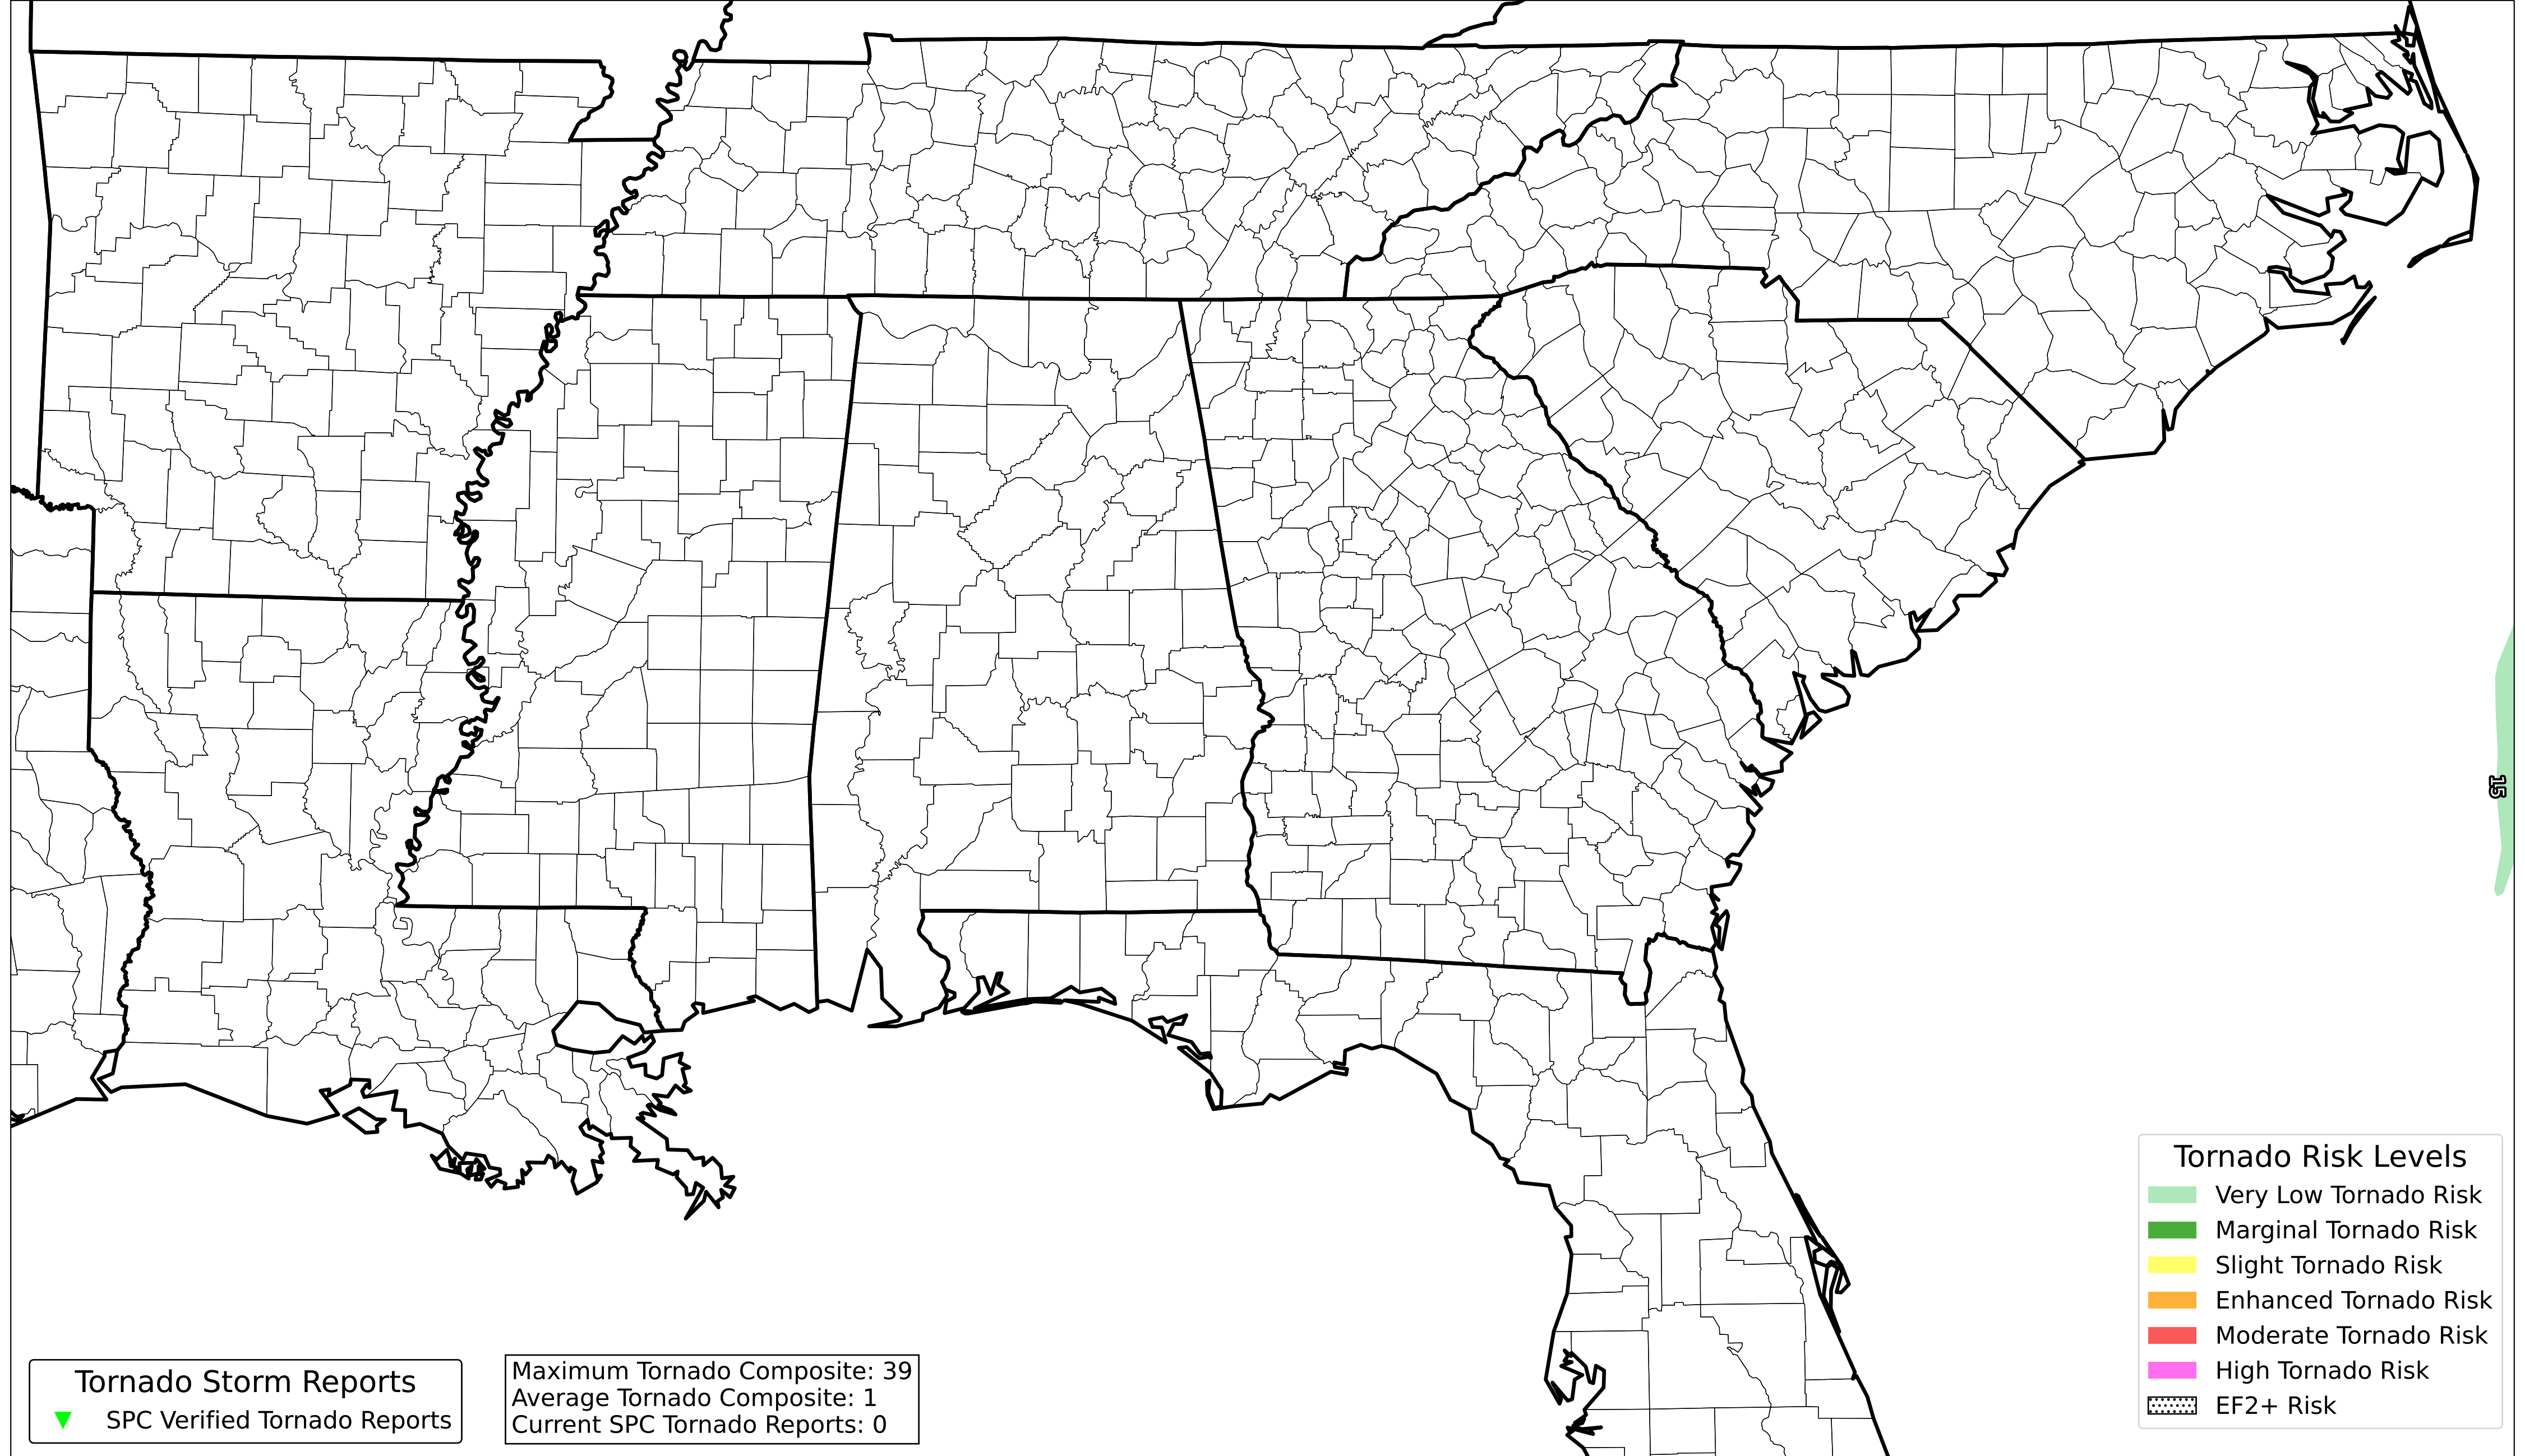 15
Tornado Risk Levels
Very Low Tornado Risk
Marginal Tornado Risk
Slight Tornado Risk
Enhanced Tornado Risk
Moderate Tornado Risk
High Tornado Risk
EF2+ Risk
Tornado Storm Reports
SPC Verified Tornado Reports
Maximum Tornado Composite: 39
Average Tornado Composite: 1
Current SPC Tornado Reports: 0